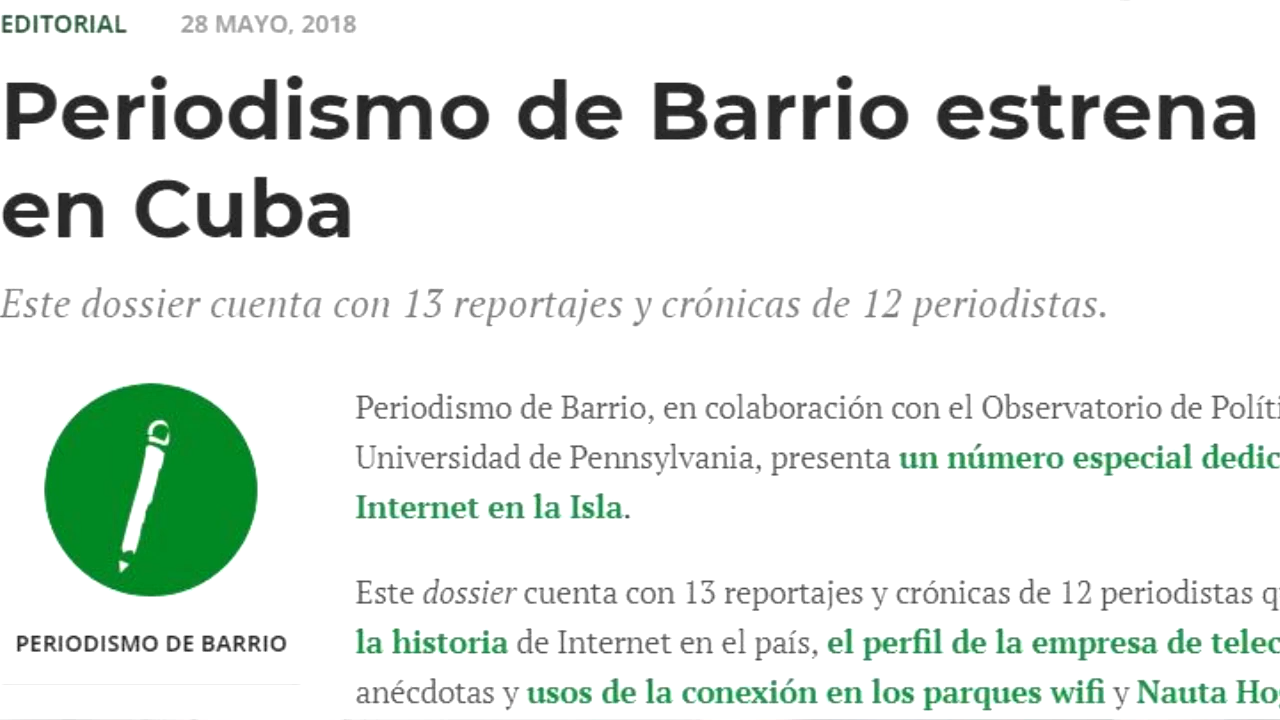 EDITORIAL 28 MAYO, 2018
Periodismo de Barrio estrena
en Cuba
Este dossier cuenta con 13 reportajes y crónicas de 12 periodistas.
Periodismo de Barrio, en colaboración con el Observatorio de
Universidad de Pennsylvania, presenta un número especial
Internet en la Isla.
Este dossier cuenta con 13 reportajes y crónicas de 12 periodistas
PERIODISMO DE BARRIO
la historia de Internet en el país, el perfil de la empresa de
anécdotas y usos de la conexión en los parques wifi y Nauta